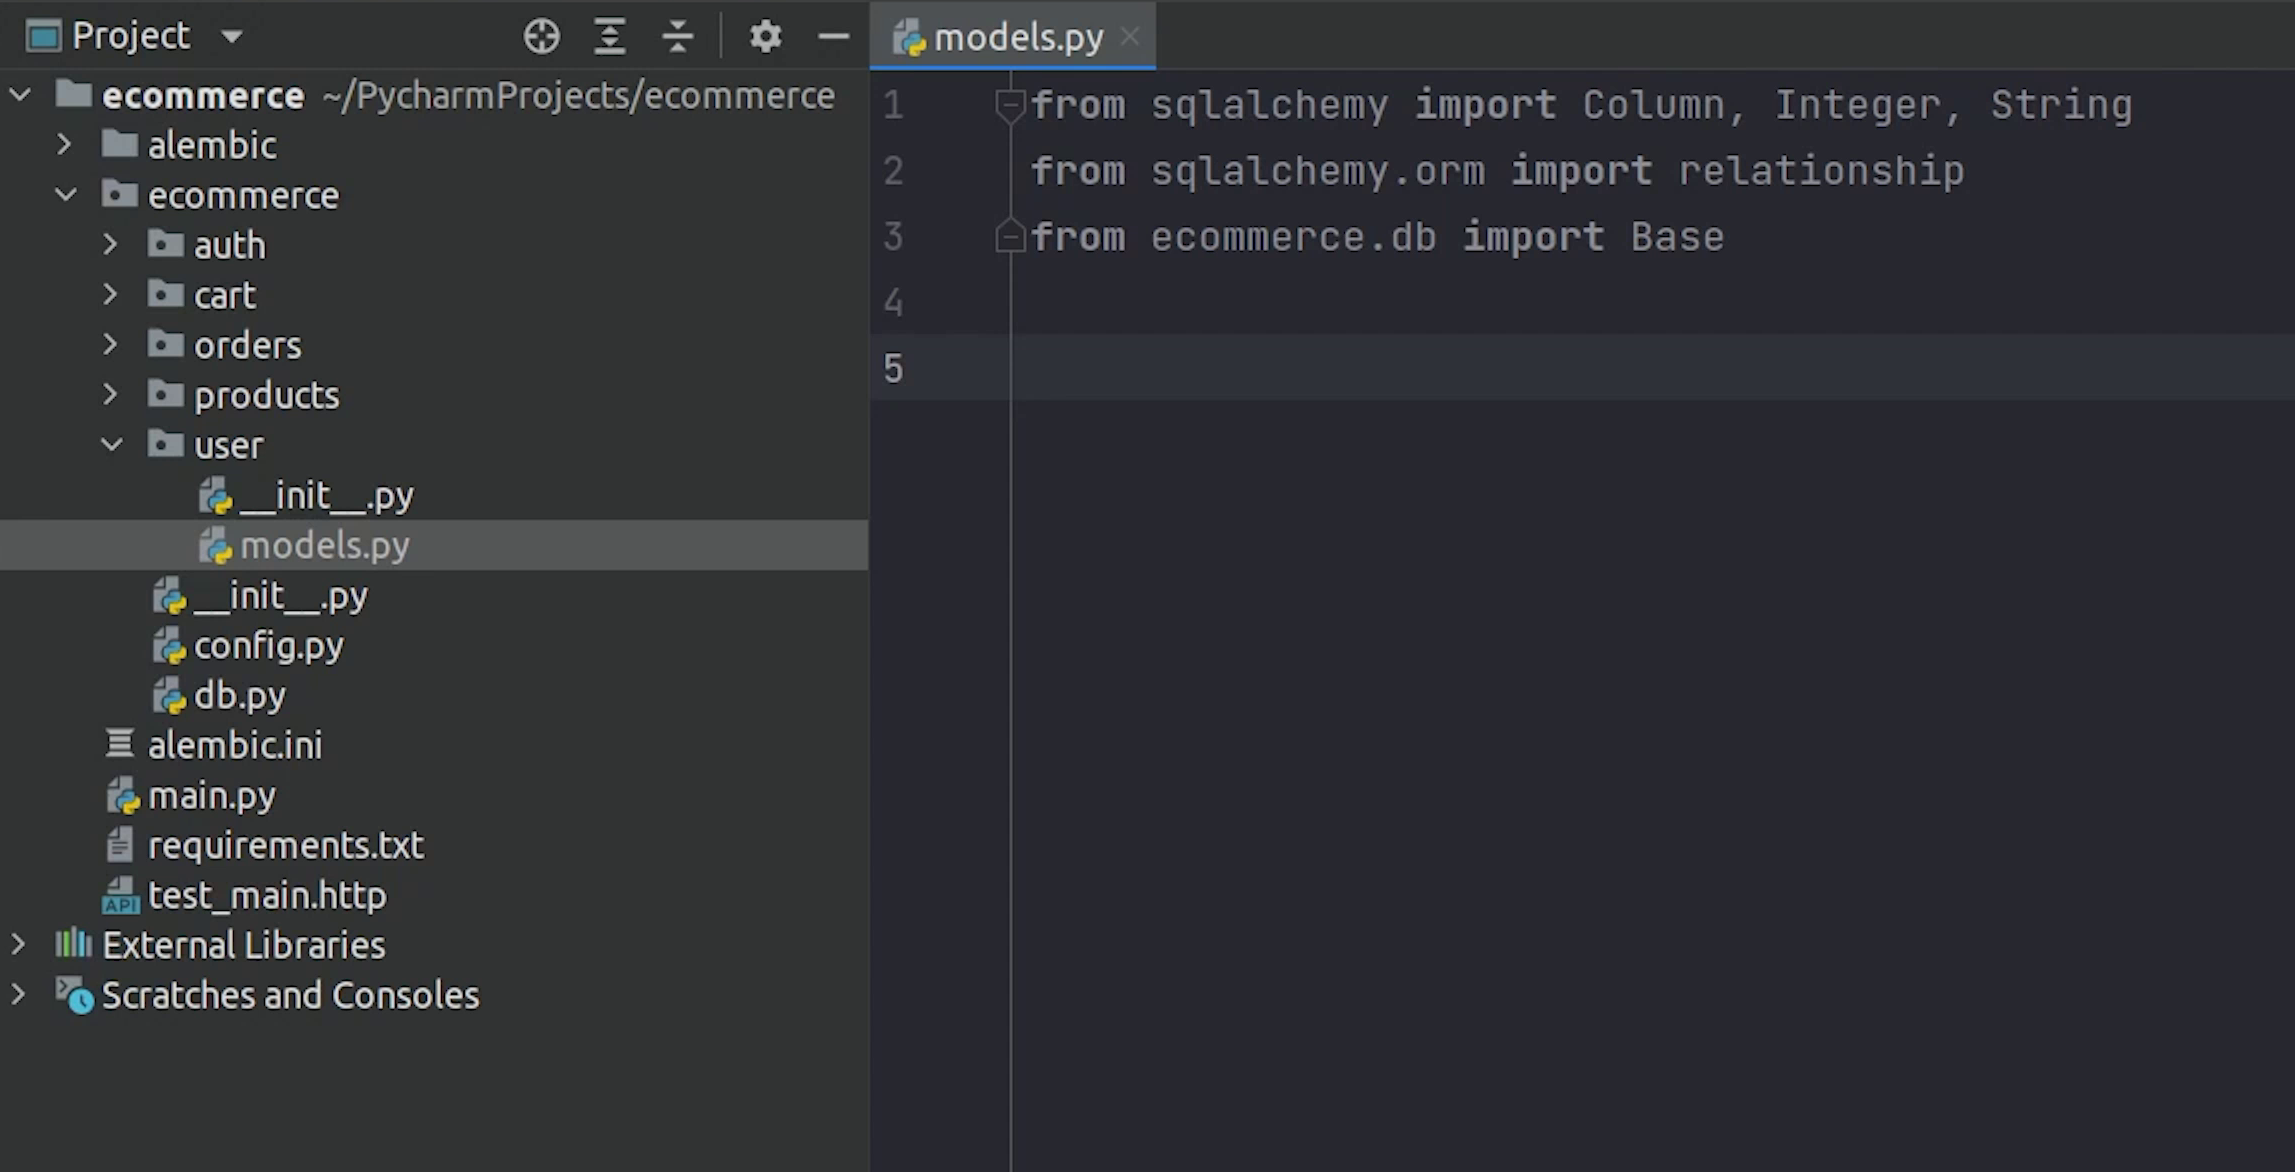 Project
ecommerce ~/PycharmProjects/ecommerce
alembic
ecommerce
auth
cart
orders
products
user
__init__.py
models.py
__init__.py
config.py
db.py
alembic.ini
main.py
requirements.txt
API test_main.http
External Libraries
Scratches and Consoles
models.py
1 from sqlalchemy import Column, Integer, String
2 from sqlalchemy.orm import relationship
3 from ecommerce.db import Base
4
5